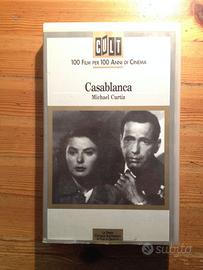 CULT
100 FILM PER 100 ANNI DI CINEMA
Casablanca
Michael Curtiz
subito